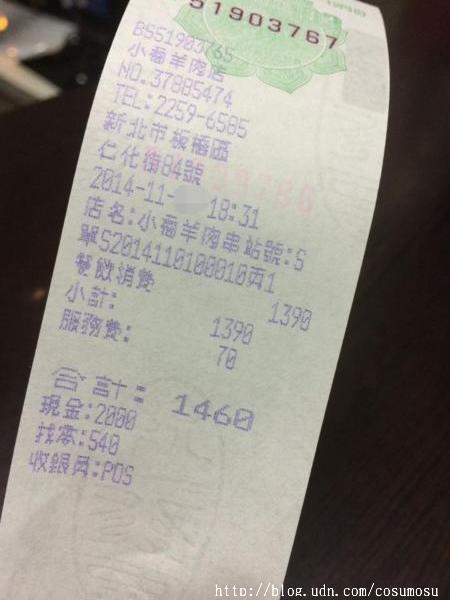 51903767
BS51903765
小福羊肉店
NO.37885474
TEL:2259-6585
新北市板橋區
仁化街84號
2014-11- 18:31
店名:小福羊肉串站號:S
單S2014110100010頁1
餐飲消費 1390
小計: 1390
服務費: 70
合計: 1460
現金:2000
找零:540
收銀員:POS
http://blog.udn.com/cosumosu